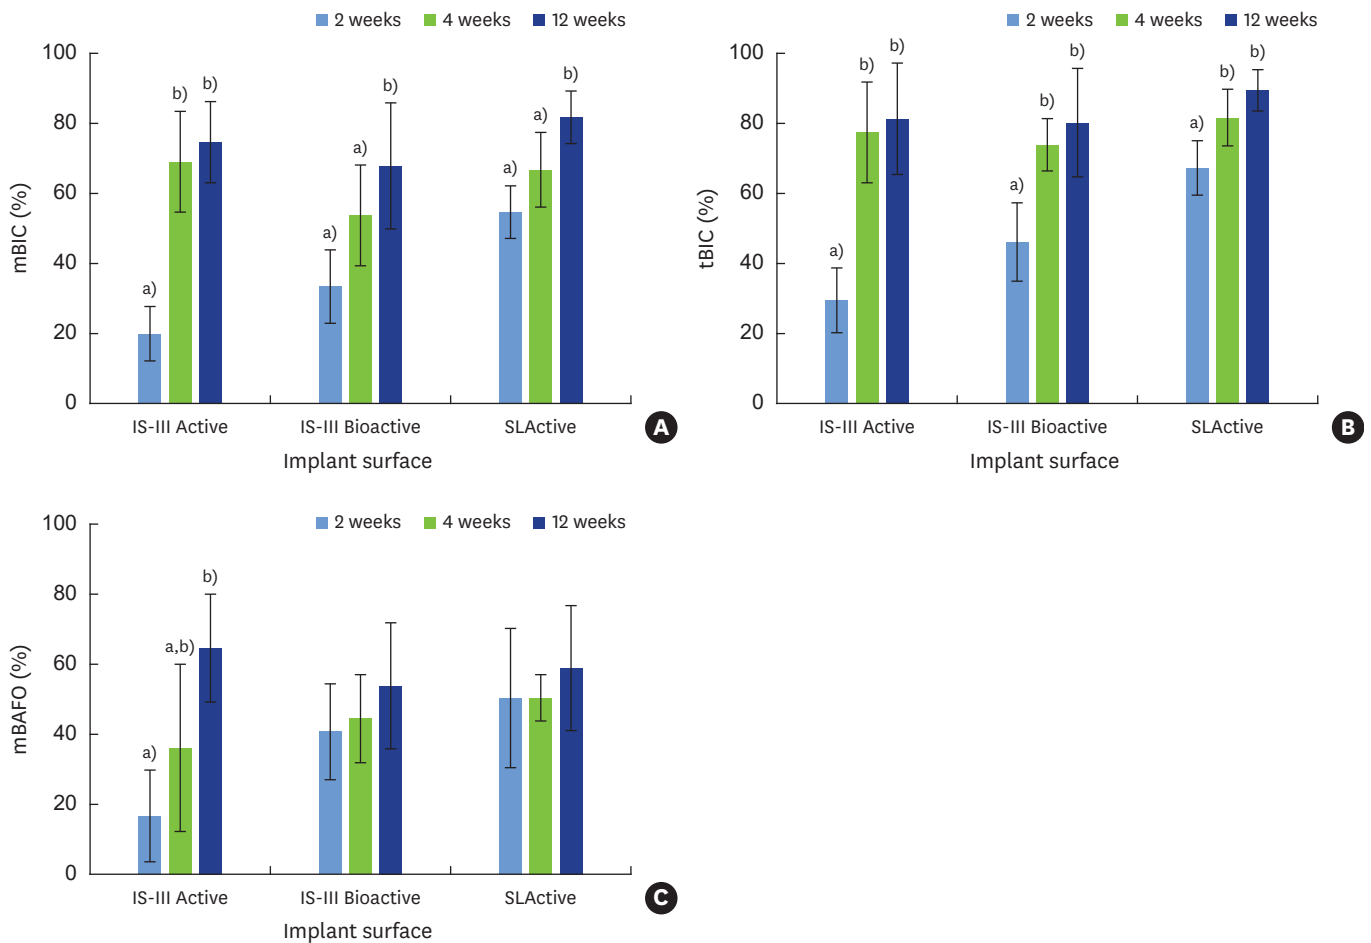 2 weeks 4 weeks 12 weeks
100
80
60
40
20
0
mBIC (%)
a) b) b)
a) a) b)
a) a) b)
IS-III Active IS-III Bioactive SLActive
Implant surface
A
2 weeks 4 weeks 12 weeks
100
80
60
40
20
0
tBIC (%)
a) b) b)
a) b) b)
a) b) b)
IS-III Active IS-III Bioactive SLActive
Implant surface
B
2 weeks 4 weeks 12 weeks
100
80
60
40
20
0
mBAFO (%)
a) a,b) b)
IS-III Active IS-III Bioactive SLActive
Implant surface
C